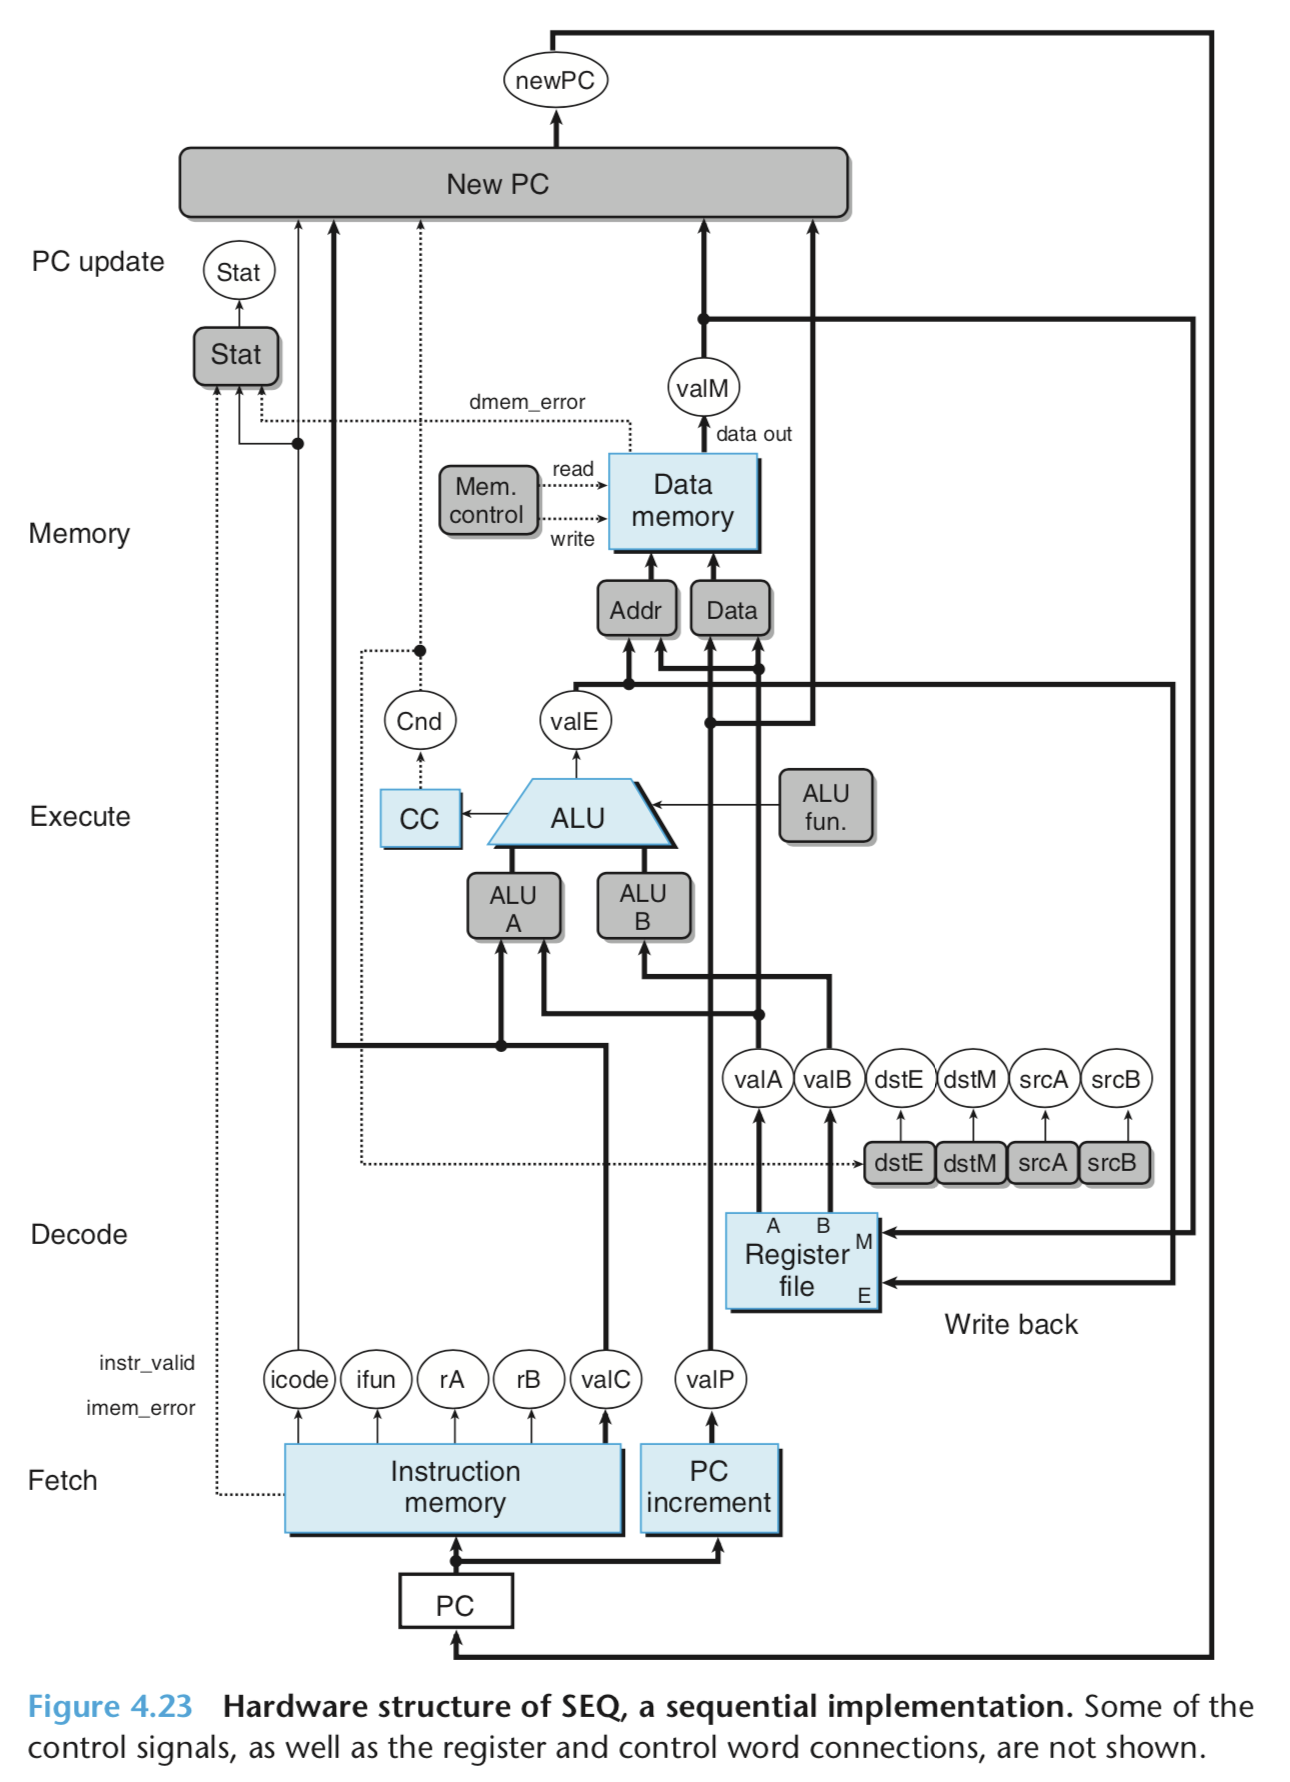 newPC
New PC
PC update
Stat
Stat
valM
dmem_error
data out
read
Mem.
control
Data
memory
write
Memory
Addr
Data
Cnd
valE
CC
ALU
ALU
fun.
Execute
ALU
A
ALU
B
valA
valB
dstE
dstM
srcA
srcB
dstE
dstM
srcA
srcB
Decode
A
B
M
Register
file
E
Write back
instr_valid
imem_error
icode
ifun
rA
rB
valC
valP
Fetch
Instruction
memory
PC
increment
PC
Figure 4.23 Hardware structure of SEQ, a sequential implementation. Some of the
control signals, as well as the register and control word connections, are not shown.